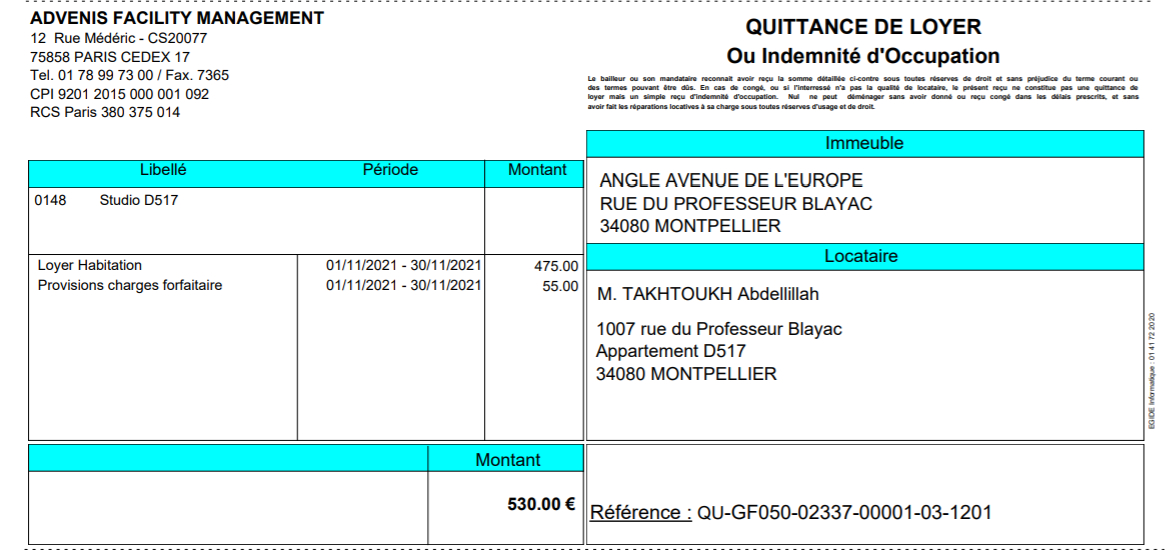 ADVENIS FACILITY MANAGEMENT
12 Rue Médéric - CS20077
75858 PARIS CEDEX 17
Tel. 01 78 99 73 00 / Fax. 7365
CPI 9201 2015 000 001 092
RCS Paris 380 375 014
QUITTANCE DE LOYER
Ou Indemnité d'Occupation
Le bailleur ou son mandataire reconnait avoir reçu la somme détaillée ci-contre sous toutes réserves de droit et sans préjudice du terme courant ou
des termes pouvant être dûs. En cas de congé, ou si l'interressé n'a pas la qualité de locataire, le présent reçu ne constitue pas une quittance de
loyer mais un simple reçu d'indemnité d'occupation. Nul ne peut déménager sans avoir donné ou reçu congé dans les délais prescrits, et sans
avoir fait les réparations locatives à sa charge sous toutes réserves d'usage et de droit.
Libellé Période Montant
0148 Studio D517
Loyer Habitation 01/11/2021 - 30/11/2021 475.00
Provisions charges forfaitaire 01/11/2021 - 30/11/2021 55.00
Montant
530.00 €
Immeuble
ANGLE AVENUE DE L'EUROPE
RUE DU PROFESSEUR BLAYAC
34080 MONTPELLIER
Locataire
M. TAKHTOUKH Abdellillah
1007 rue du Professeur Blayac
Appartement D517
34080 MONTPELLIER
Référence : QU-GF050-02337-00001-03-1201
EGIDE Informatique : 01 41 72 20 20